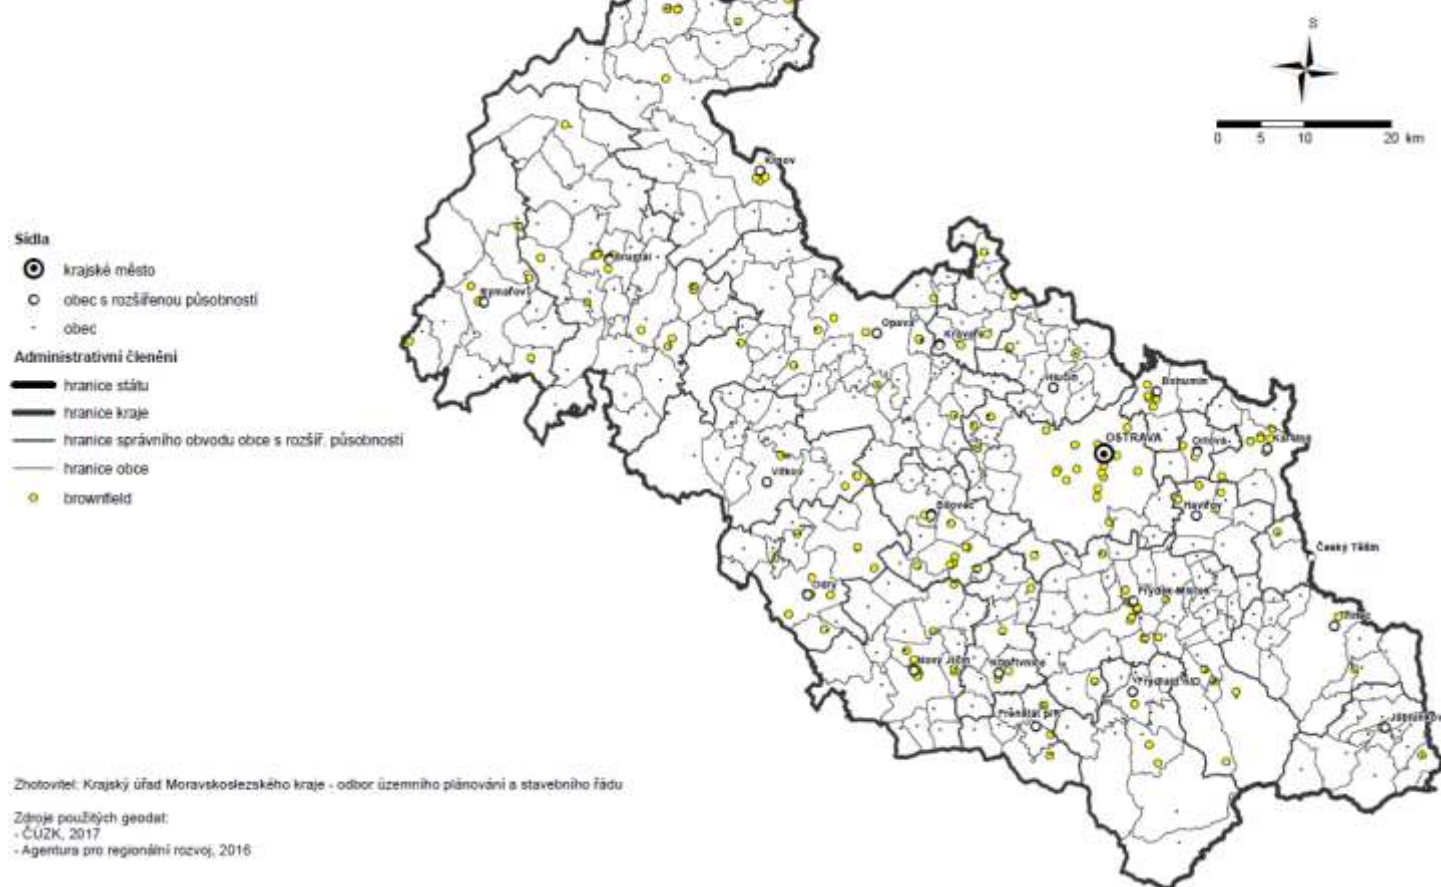 S
0 5 10 20 km
Krnov
Sídla
krajské město
Bruntál
obec s rozšířenou působností
Rýmařov
obec
Opava
Kravaře
Administrativní členění
hranice státu
Hlučín
Bohumín
hranice kraje
hranice správního obvodu obce s rozšíř. působností
OSTRAVA
Orlová
Karviná
hranice obce
Vítkov
brownfield
Bílovec
Havířov
Český Těšín
Odry
Frýdek-Místek
Třinec
Nový Jičín
Kopřivnice
Frýdlant n.O.
Frenštát p.R.
Jablunkov
Zhotovitel: Krajský úřad Moravskoslezského kraje - odbor územního plánování a stavebního řádu
Zdroje použitých geodat:
- ČÚZK, 2017
- Agentura pro regionální rozvoj, 2016